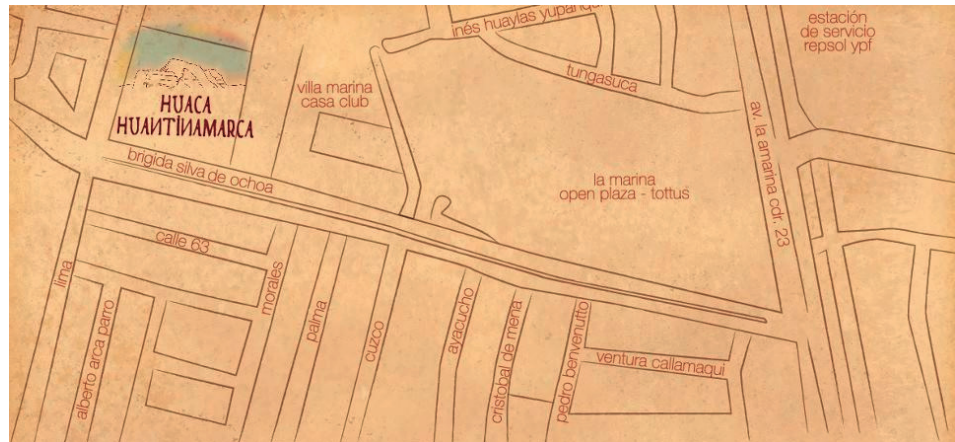 inés huaylas yupanqu
estación
de servicio
repsol ypf
tungasuca
villa marina
casa club
HUACA
HUANTINAMARCA
av. la amarina cdr. 23
brigida silva de ochoa
la marina
open plaza - tottus
calle 63
lima
morales
palma
cuzco
ayacucho
cristobal de mena
pedro benvenutto
ventura callamaqui
alberto arca parro